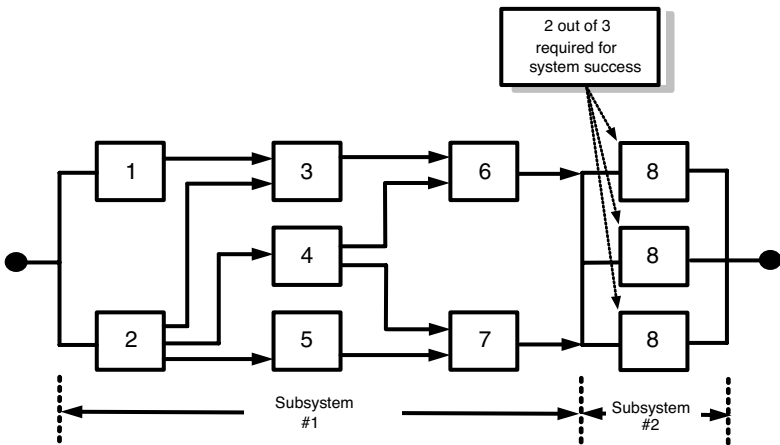 2 out of 3
required for
system success
1
3
6
8
4
8
2
5
7
8
Subsystem
#1
Subsystem
#2